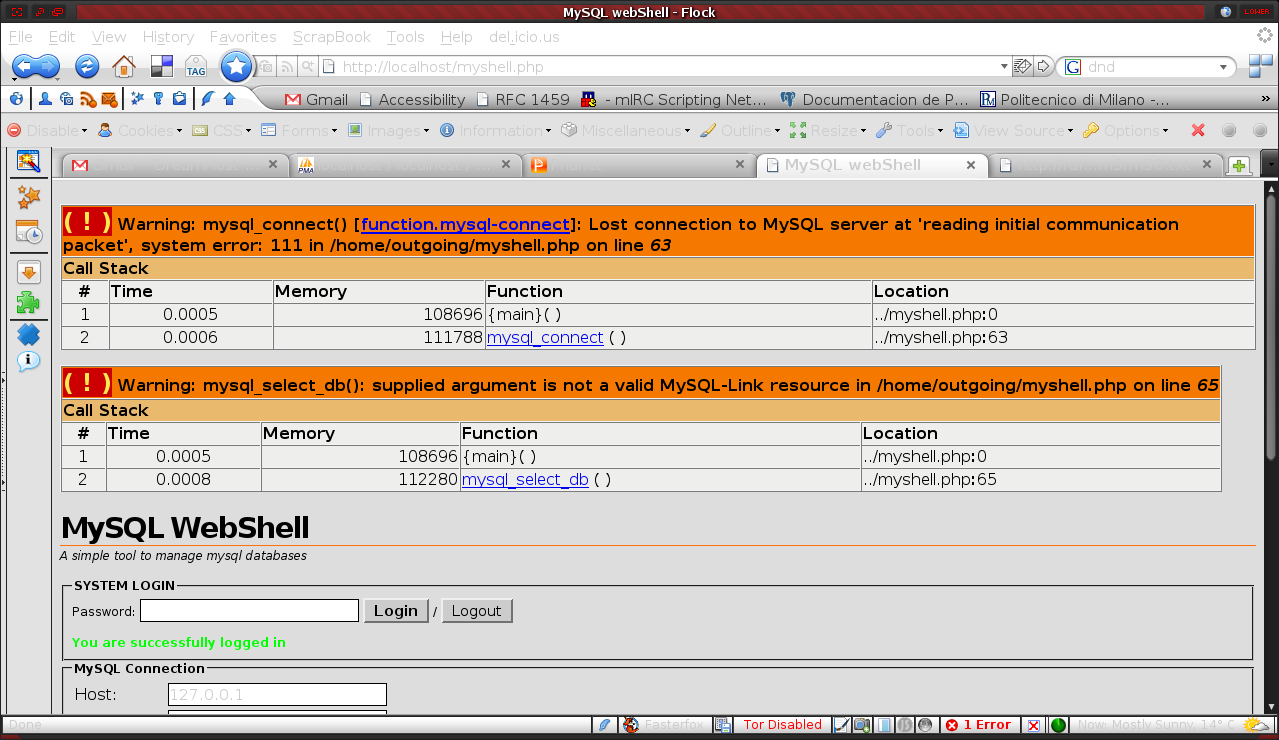 MySQL webShell - Flock
LOWER
File Edit View History Favorites ScrapBook Tools Help del.icio.us
TAG
http://localhost/myshell.php
G dnd
Gmail Accessibility RFC 1459 - mIRC Scripting Net... Documentacion de P... Politecnico di Milano -... »
Disable Cookies CSS Forms Images Information Miscellaneous Outline Resize Tools View Source Options
PMA
MySQL webShell
( ! ) Warning: mysql_connect() [function.mysql-connect]: Lost connection to MySQL server at 'reading initial communication
packet', system error: 111 in /home/outgoing/myshell.php on line 63
Call Stack
# Time Memory Function Location
1 0.0005 108696 {main}( ) ../myshell.php:0
2 0.0006 111788 mysql_connect ( ) ../myshell.php:63
( ! ) Warning: mysql_select_db(): supplied argument is not a valid MySQL-Link resource in /home/outgoing/myshell.php on line 65
Call Stack
# Time Memory Function Location
1 0.0005 108696 {main}( ) ../myshell.php:0
2 0.0008 112280 mysql_select_db ( ) ../myshell.php:65
MySQL WebShell
A simple tool to manage mysql databases
SYSTEM LOGIN
Password: Login / Logout
You are successfully logged in
MySQL Connection
Host: 127.0.0.1
Done Fasterfox Tor Disabled 1 Error Now: Mostly Sunny, 14° C